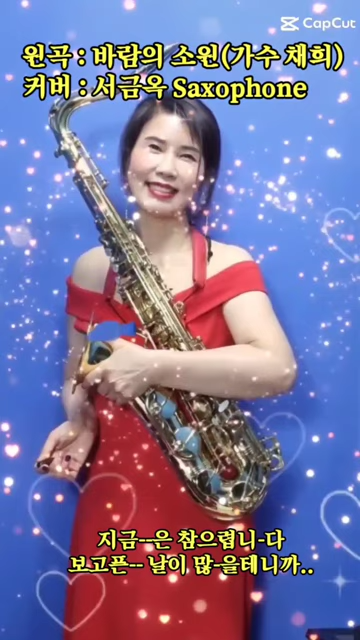 CapCut
원곡 : 바람의 소원(가수 채희)
커버 : 서금옥 Saxophone
지금--은 참으렵니-다
보고픈-- 날이 많-을테니까..